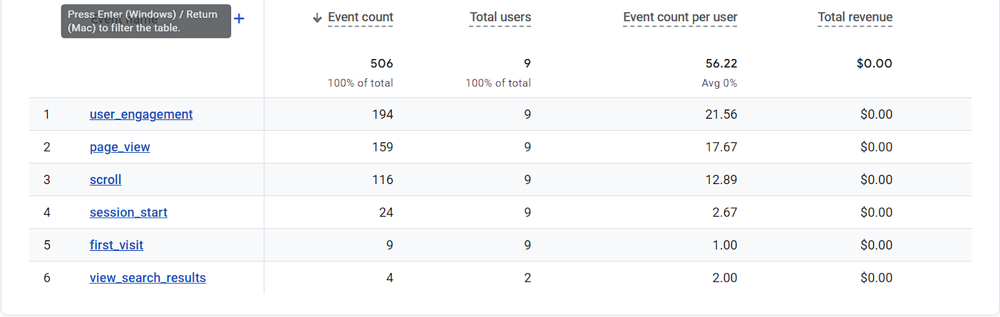 Press Enter (Windows) / Return
(Mac) to filter the table.
Event name
+ ↓ Event count Total users Event count per user Total revenue
506 9 56.22 $0.00
100% of total 100% of total Avg 0%
1 user_engagement 194 9 21.56 $0.00
2 page_view 159 9 17.67 $0.00
3 scroll 116 9 12.89 $0.00
4 session_start 24 9 2.67 $0.00
5 first_visit 9 9 1.00 $0.00
6 view_search_results 4 2 2.00 $0.00